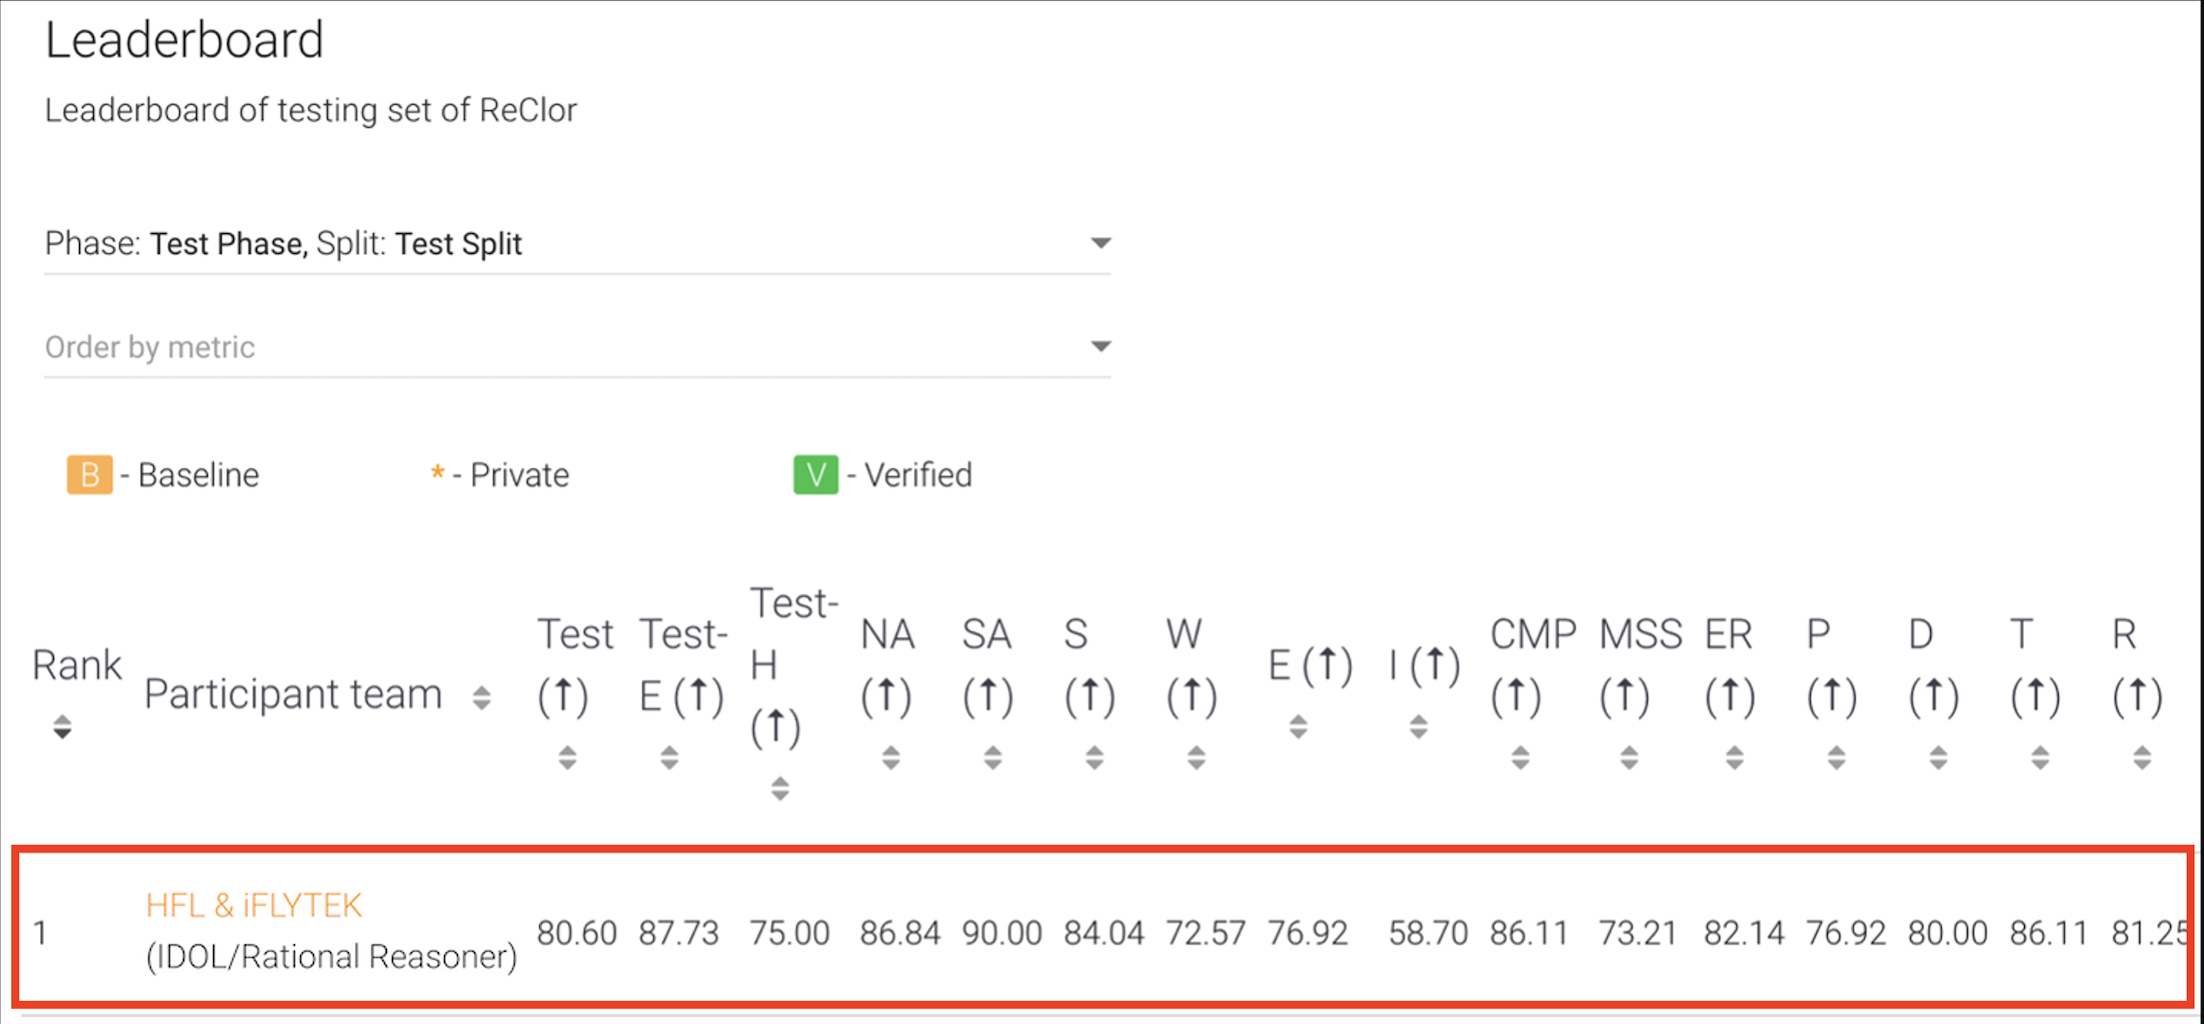 Leaderboard
Leaderboard of testing set of ReClor
Phase: Test Phase, Split: Test Split
Order by metric
B - Baseline * - Private V - Verified
Rank Participant team Test (↑) Test-E (↑) Test-H (↑) NA (↑) SA (↑) S (↑) W (↑) E (↑) I (↑) CMP (↑) MSS (↑) ER (↑) P (↑) D (↑) T (↑) R (↑)
1 HFL & iFLYTEK (IDOL/Rational Reasoner) 80.60 87.73 75.00 86.84 90.00 84.04 72.57 76.92 58.70 86.11 73.21 82.14 76.92 80.00 86.11 81.25